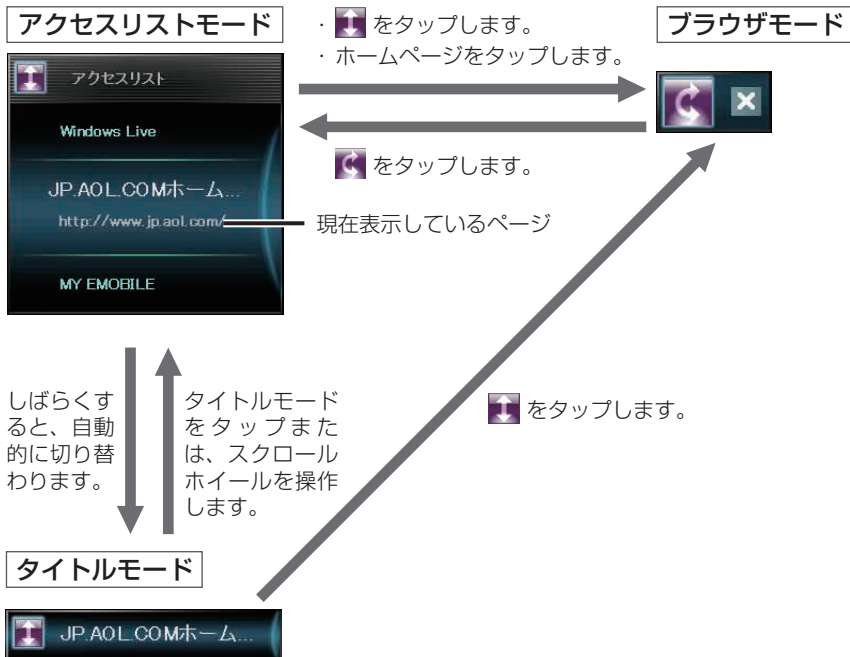 アクセスリストモード
・ をタップします。
・ ホームページをタップします。
ブラウザモード
アクセスリスト
Windows Live
JP.AOL.COMホーム...
http://www.jp.aol.com/
MY EMOBILE
をタップします。
現在表示しているページ
しばらくす
ると、自動
的に切り替
わります。
タイトルモード
をタップまた
は、スクロール
ホイールを操作
します。
をタップします。
タイトルモード
JP.AOL.COMホーム...